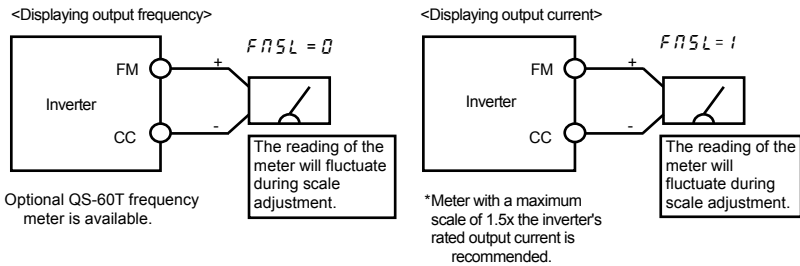 <Displaying output frequency>
FMSL = 0
FM
+
Inverter
CC
-
The reading of the
meter will fluctuate
during scale
adjustment.
Optional QS-60T frequency
meter is available.
<Displaying output current>
FMSL = 1
FM
+
Inverter
CC
-
The reading of the
meter will
fluctuate during
scale adjustment.
*Meter with a maximum
scale of 1.5x the inverter's
rated output current is
recommended.